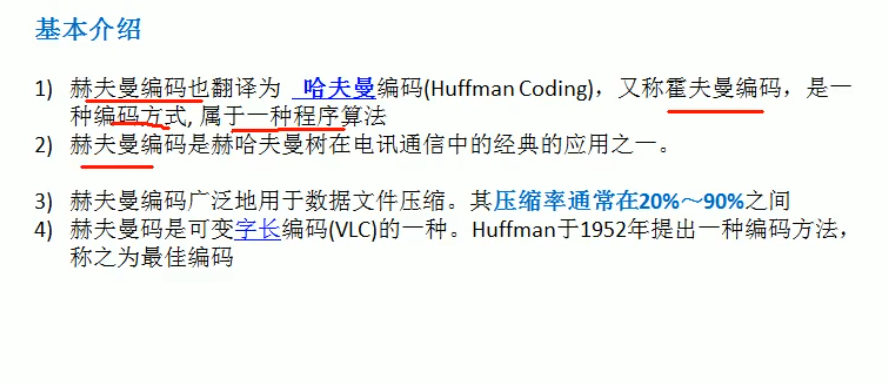 基本介绍
1) 赫夫曼编码也翻译为 哈夫曼编码(Huffman Coding)，又称霍夫曼编码，是一
种编码方式, 属于一种程序算法
2) 赫夫曼编码是赫哈夫曼树在电讯通信中的经典的应用之一。
3) 赫夫曼编码广泛地用于数据文件压缩。其压缩率通常在20%～90%之间
4) 赫夫曼码是可变字长编码(VLC)的一种。Huffman于1952年提出一种编码方法，
称之为最佳编码